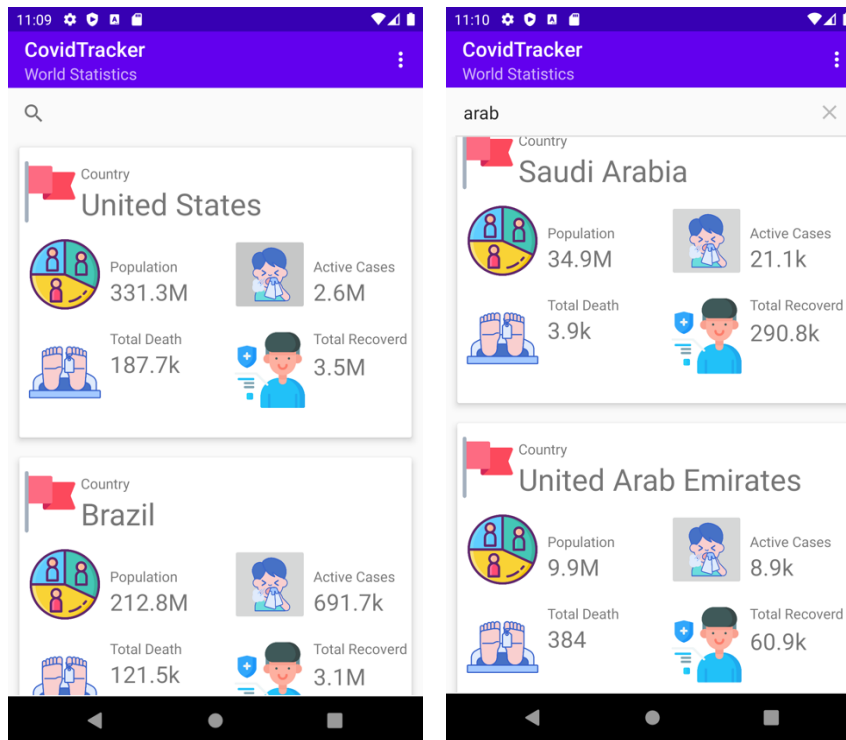 11:09
CovidTracker
World Statistics
Country
United States
Population
331.3M
Active Cases
2.6M
Total Death
187.7k
Total Recoverd
3.5M
Country
Brazil
Population
212.8M
Active Cases
691.7k
Total Death
121.5k
Total Recoverd
3.1M
11:10
CovidTracker
World Statistics
arab
Country
Saudi Arabia
Population
34.9M
Active Cases
21.1k
Total Death
3.9k
Total Recoverd
290.8k
Country
United Arab Emirates
Population
9.9M
Active Cases
8.9k
Total Death
384
Total Recoverd
60.9k